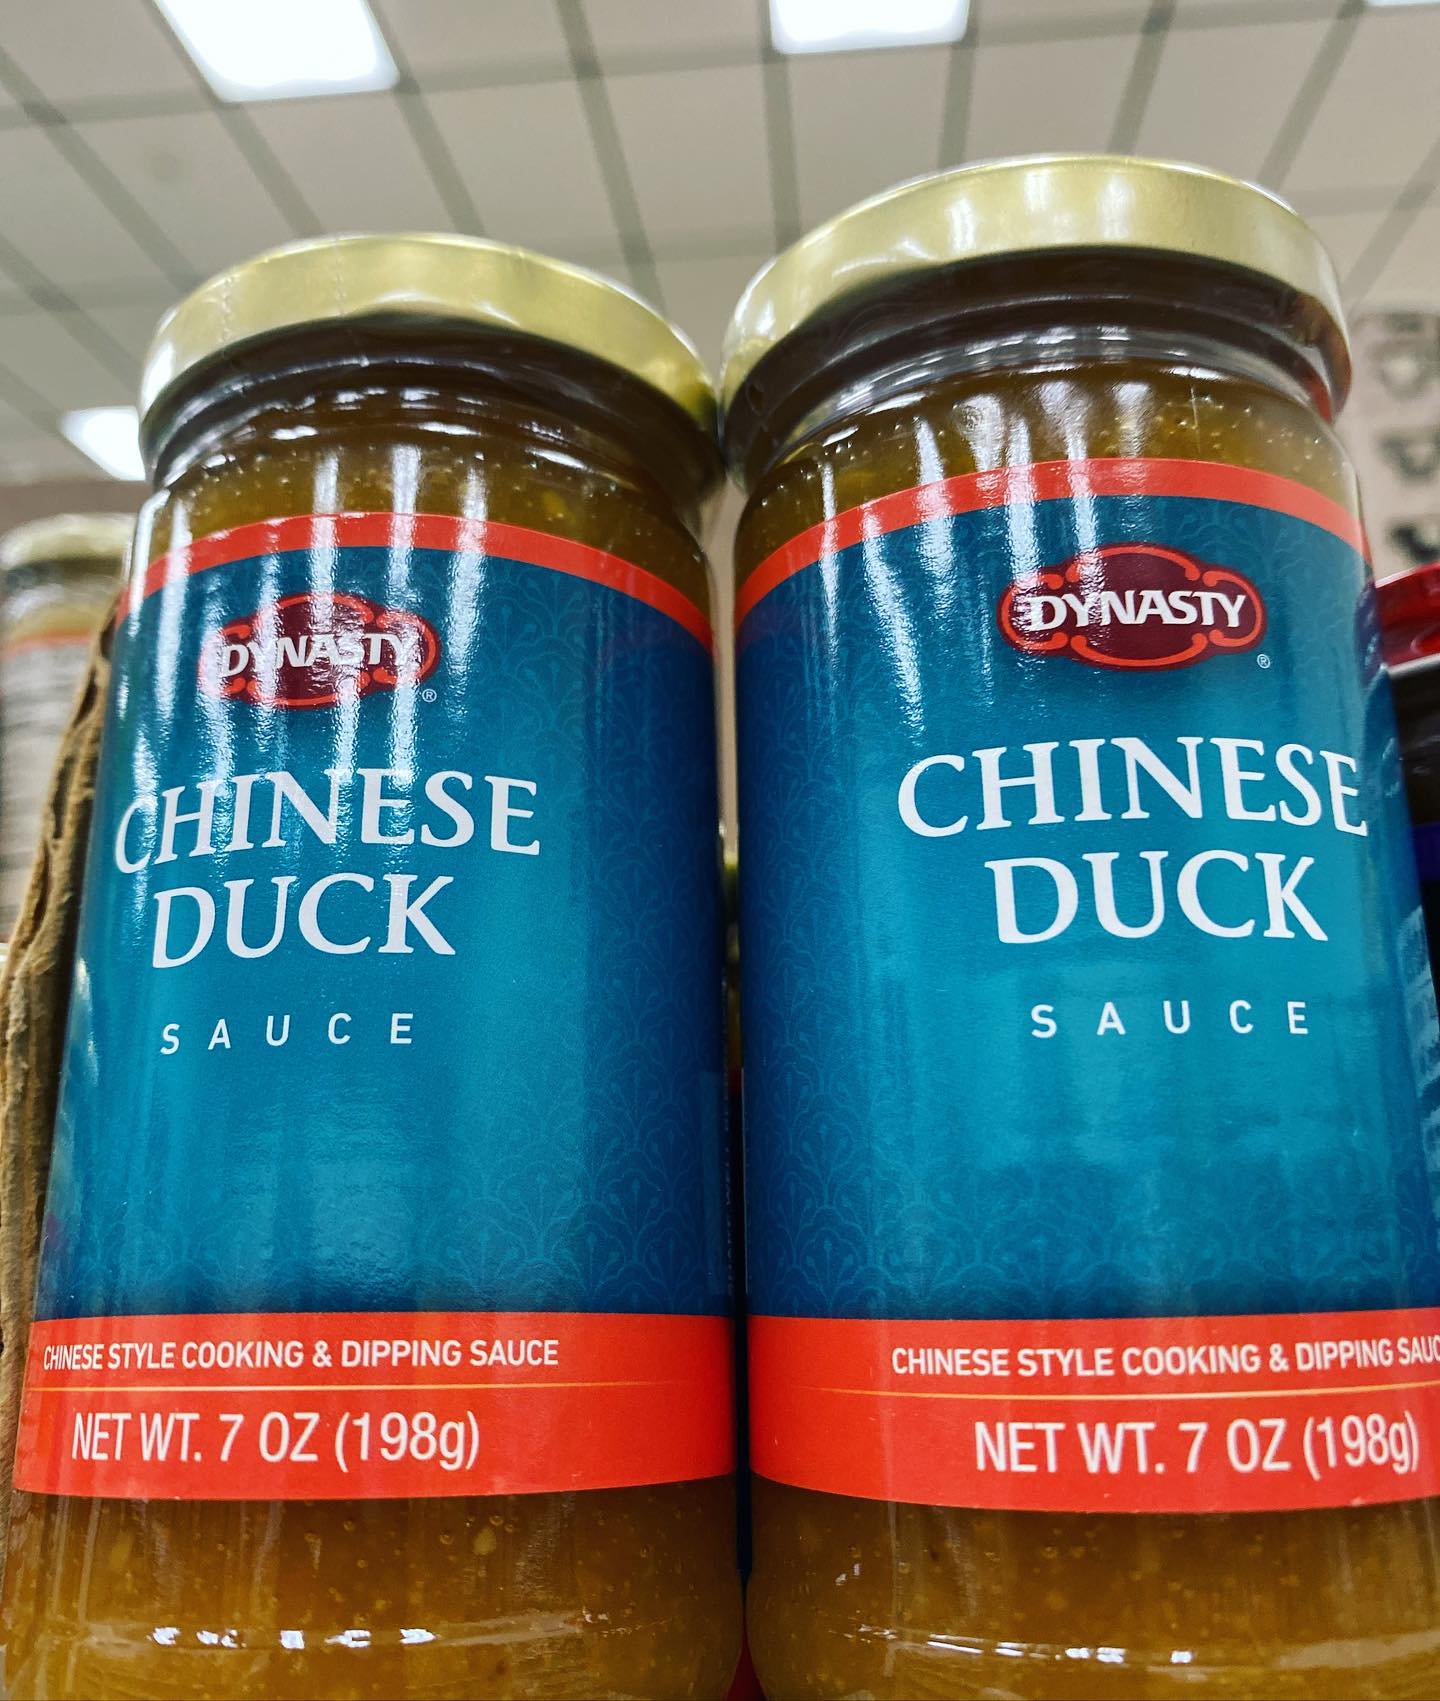 DYNASTY®
CHINESE
DUCK
SAUCE
CHINESE STYLE COOKING & DIPPING SAUCE
NET WT. 7 OZ (198g)
DYNASTY®
CHINESE
DUCK
SAUCE
CHINESE STYLE COOKING & DIPPING SAUC
NET WT. 7 OZ (198g)